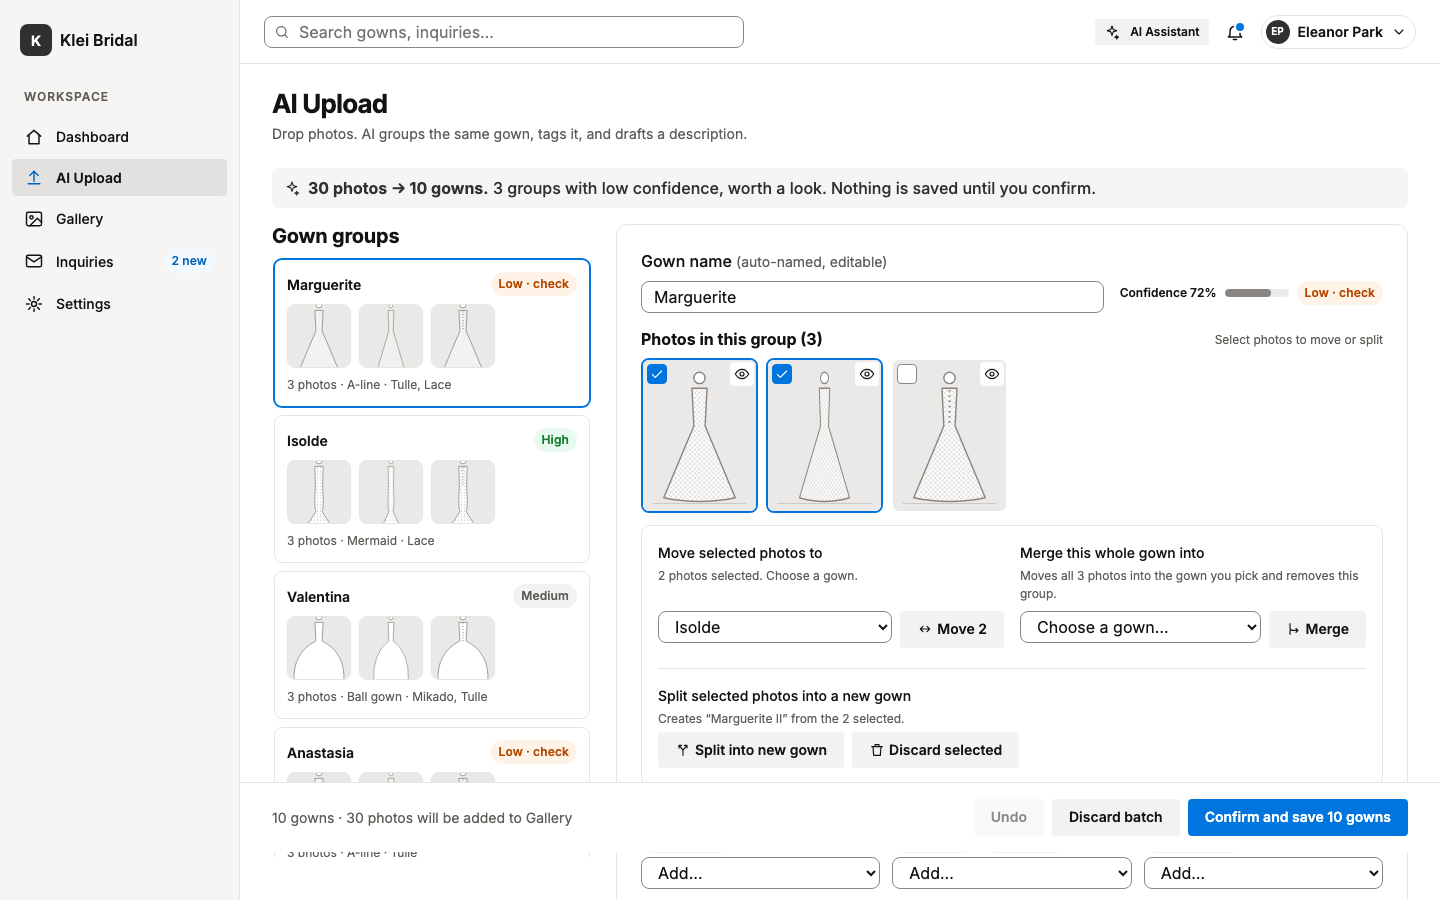 K Klei Bridal
WORKSPACE
Dashboard
AI Upload
Gallery
Inquiries 2 new
Settings
Search gowns, inquiries...
AI Assistant
EP Eleanor Park
AI Upload
Drop photos. AI groups the same gown, tags it, and drafts a description.
30 photos → 10 gowns. 3 groups with low confidence, worth a look. Nothing is saved until you confirm.
Gown groups
Marguerite Low · check
3 photos · A-line · Tulle, Lace
Isolde High
3 photos · Mermaid · Lace
Valentina Medium
3 photos · Ball gown · Mikado, Tulle
Anastasia Low · check
3 photos · A-line · Tulle
Gown name (auto-named, editable)
Marguerite
Confidence 72% Low · check
Photos in this group (3)
Select photos to move or split
Move selected photos to
2 photos selected. Choose a gown.
Isolde
Move 2
Merge this whole gown into
Moves all 3 photos into the gown you pick and removes this
group.
Choose a gown...
Merge
Split selected photos into a new gown
Creates “Marguerite II” from the 2 selected.
Split into new gown
Discard selected
10 gowns · 30 photos will be added to Gallery
Undo
Discard batch
Confirm and save 10 gowns
Add...
Add...
Add...